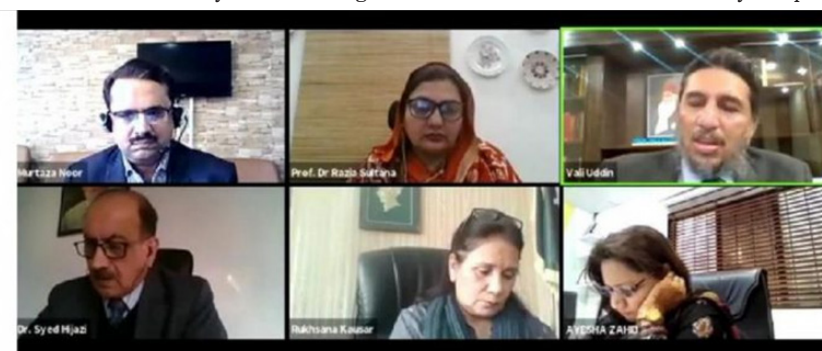 Murtaza Noor
Prof. Dr Razia Sultana
Vali Uddin
Dr. Syed Hijazi
Rukhsana Kausar
AYESHA ZAHID